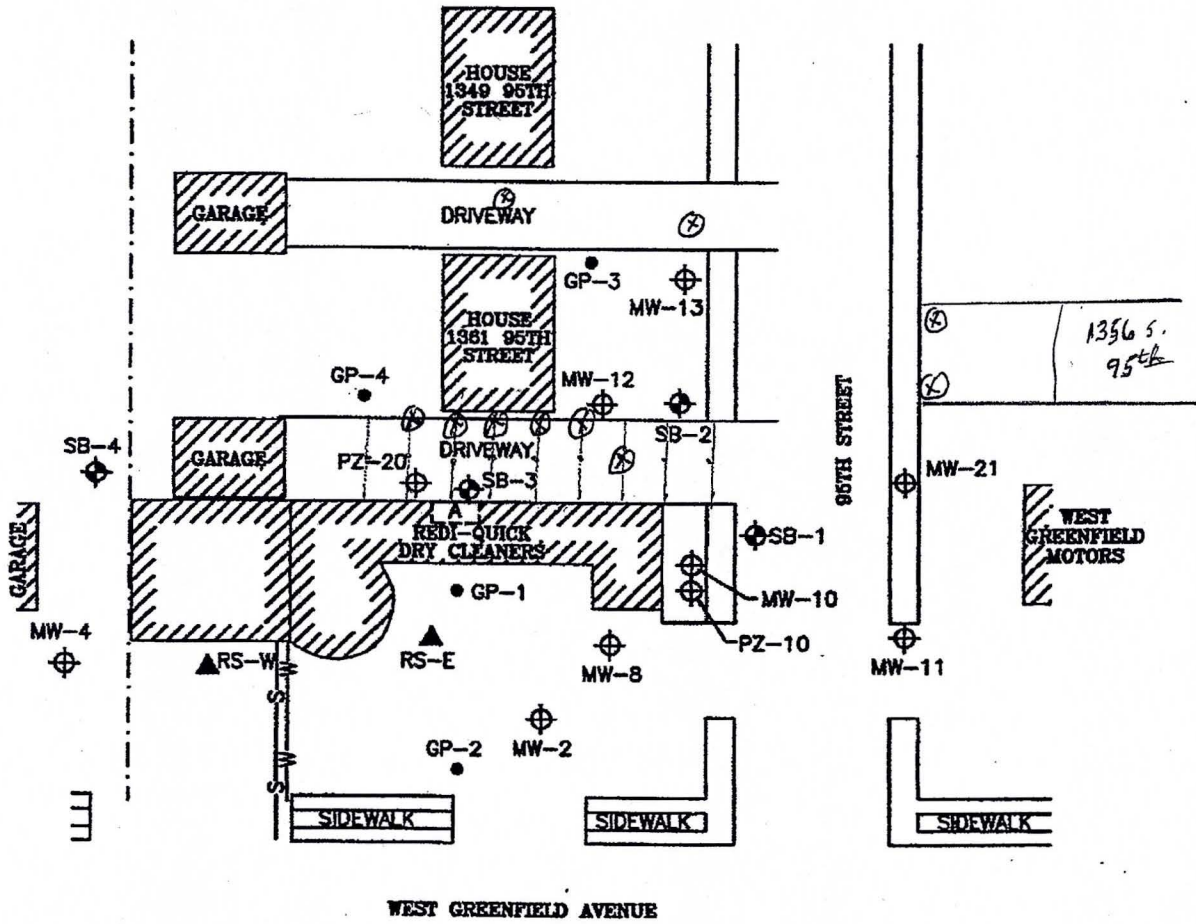 HOUSE
1349 95TH
STREET
GARAGE
DRIVEWAY
GP-3
MW-13
HOUSE
1361 95TH
STREET
1356 S.
95th
GP-4
MW-12
SB-2
95TH STREET
SB-4
GARAGE
PZ-20
DRIVEWAY
SB-3
MW-21
A
REDI-QUICK
DRY CLEANERS
SB-1
WEST
GREENFIELD
MOTORS
GARAGE
GP-1
MW-10
MW-4
RS-W
RS-E
MW-8
PZ-10
MW-11
W
S
MW-2
GP-2
W
S
SIDEWALK
SIDEWALK
SIDEWALK
WEST GREENFIELD AVENUE